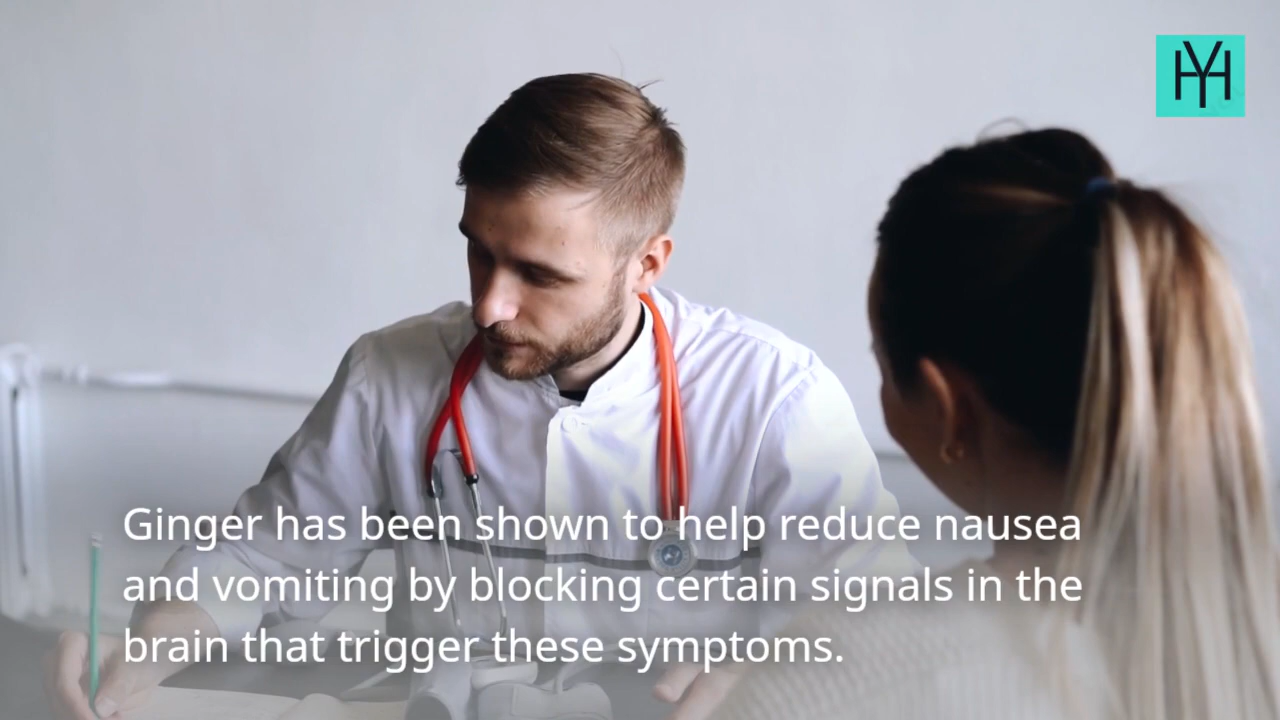 YH
Ginger has been shown to help reduce nausea
and vomiting by blocking certain signals in the
brain that trigger these symptoms.